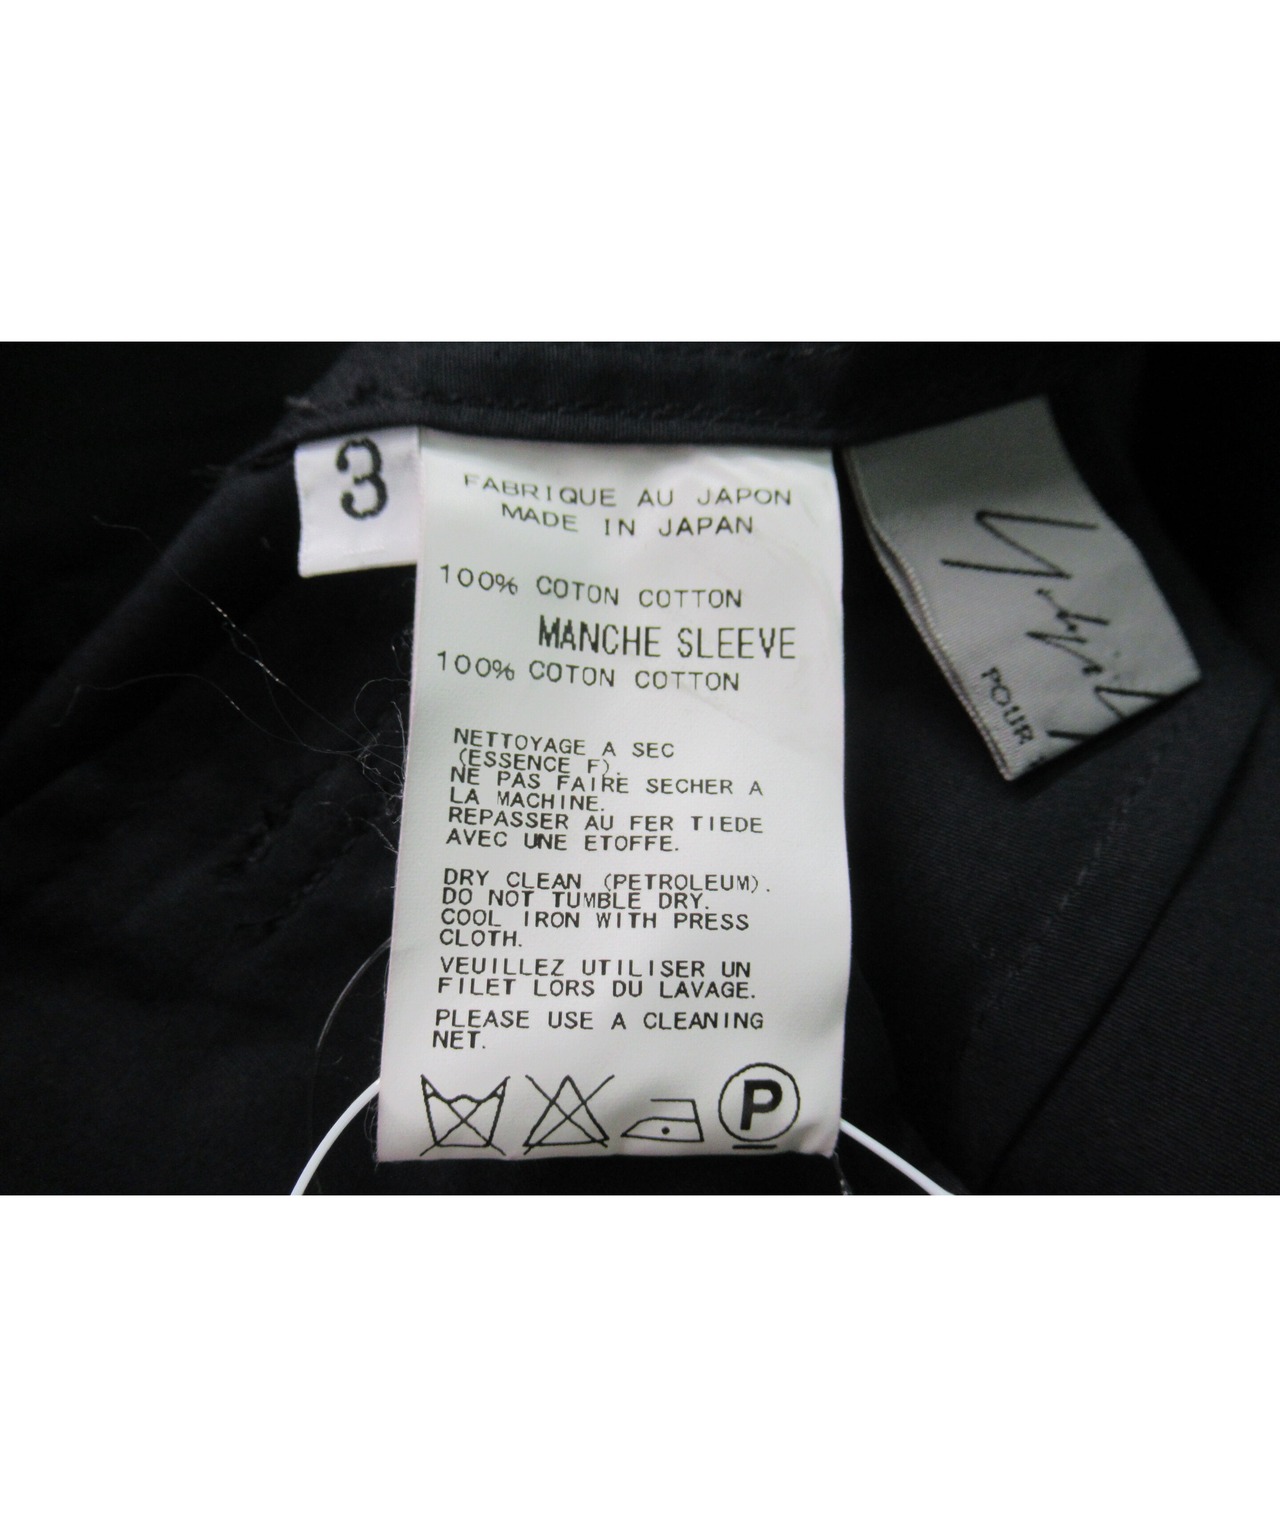 3
FABRIQUE AU JAPON
MADE IN JAPAN
100% COTON COTTON
MANCHE SLEEVE
100% COTON COTTON
NETTOYAGE A SEC
(ESSENCE F).
NE PAS FAIRE SECHER A
LA MACHINE.
REPASSER AU FER TIEDE
AVEC UNE ETOFFE.
DRY CLEAN (PETROLEUM).
DO NOT TUMBLE DRY.
COOL IRON WITH PRESS
CLOTH.
VEUILLEZ UTILISER UN
FILET LORS DU LAVAGE.
PLEASE USE A CLEANING
NET.
P
POUR